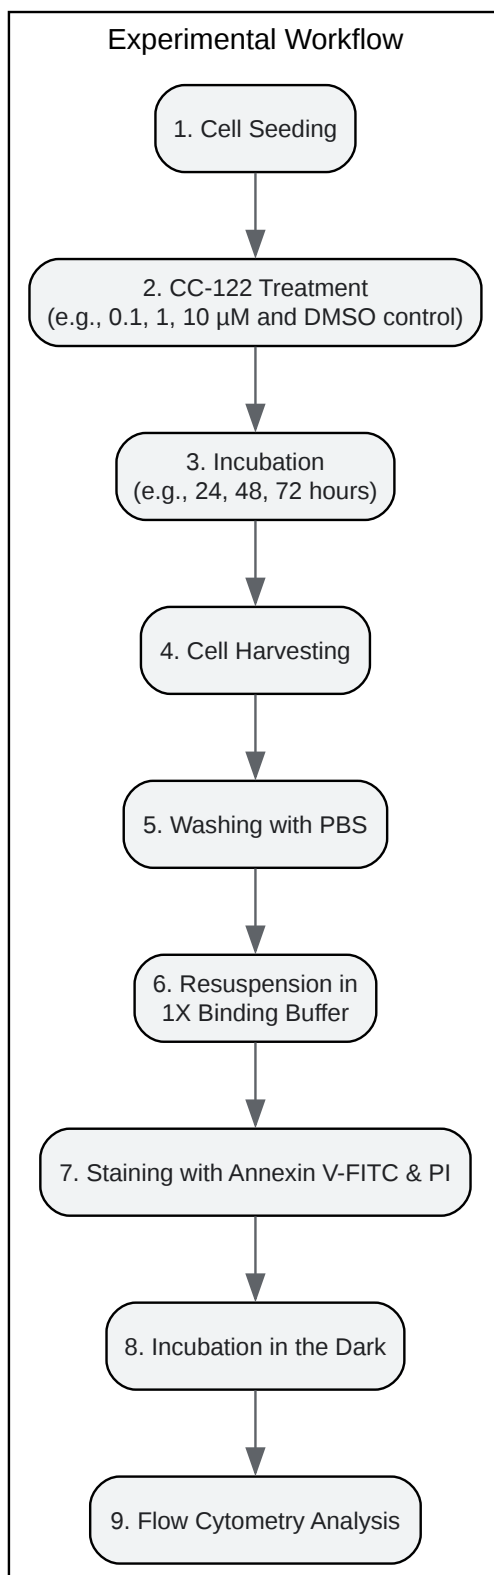 Experimental Workflow
1. Cell Seeding
2. CC-122 Treatment
(e.g., 0.1, 1, 10 µM and DMSO control)
3. Incubation
(e.g., 24, 48, 72 hours)
4. Cell Harvesting
5. Washing with PBS
6. Resuspension in
1X Binding Buffer
7. Staining with Annexin V-FITC & PI
8. Incubation in the Dark
9. Flow Cytometry Analysis